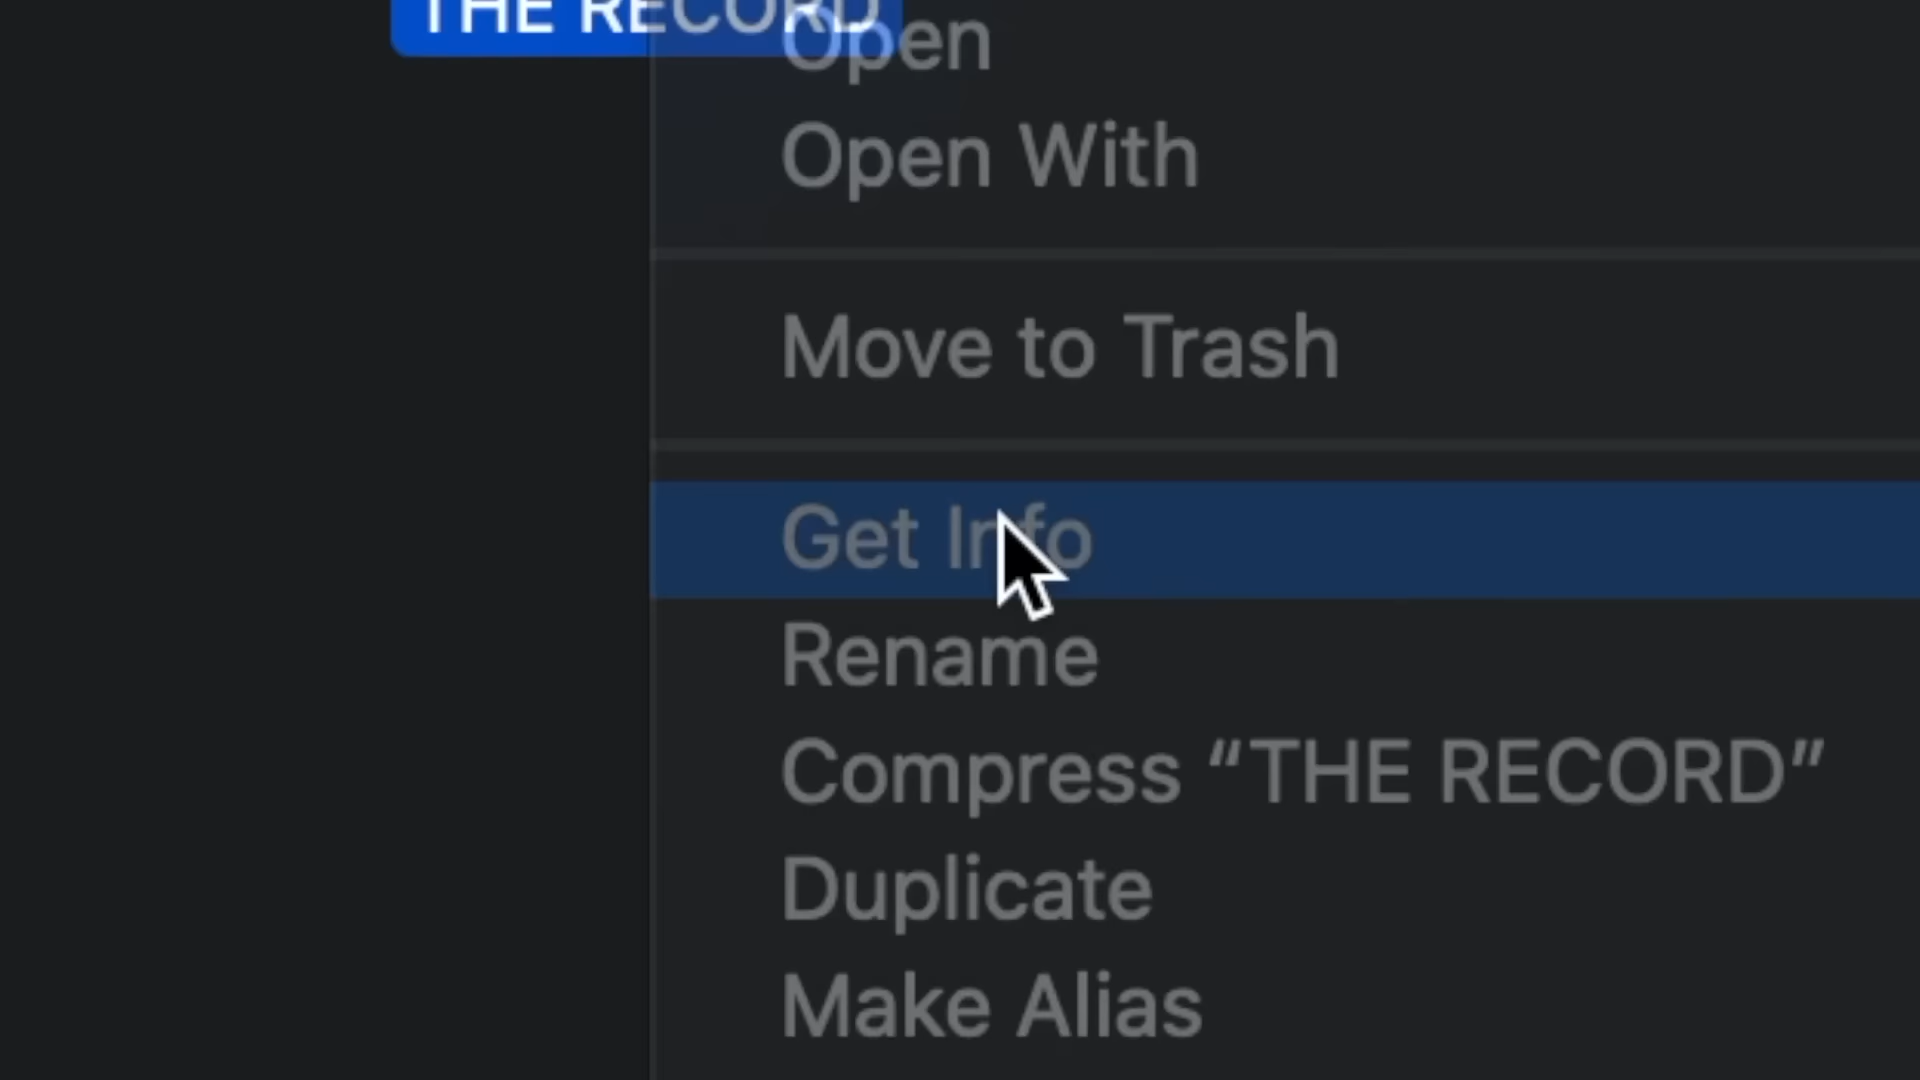 THE RECORD
Open
Open With
Move to Trash
Get Info
Rename
Compress “THE RECORD”
Duplicate
Make Alias